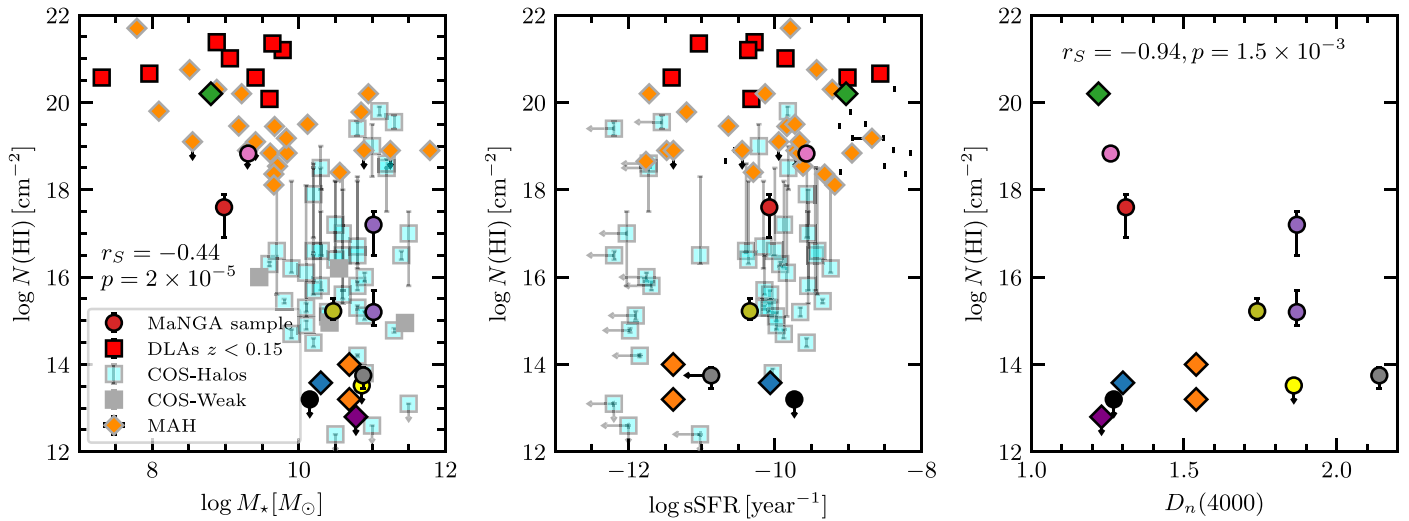 22
20
18
16
14
12
8
10
12
log N(HI) [cm⁻²]
log M⋆[M⊙]
r_S = −0.44
p = 2 × 10⁻⁵
MaNGA sample
DLAs z < 0.15
COS-Halos
COS-Weak
MAH
22
20
18
16
14
12
−12
−10
−8
log N(HI) [cm⁻²]
log sSFR [year⁻¹]
22
20
18
16
14
12
1.0
1.5
2.0
log N(HI) [cm⁻²]
D_n(4000)
r_S = −0.94, p = 1.5 × 10⁻³